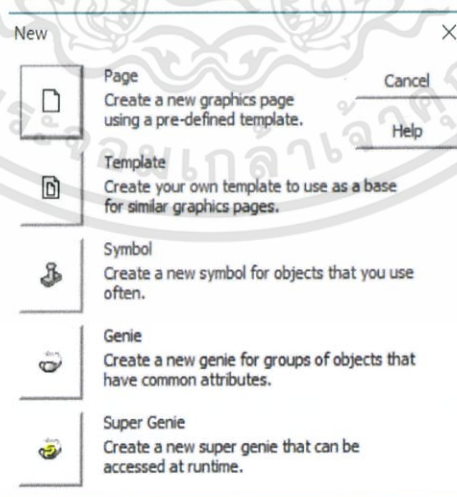 New
Page
Create a new graphics page
using a pre-defined template.
Cancel
Help
Template
Create your own template to use as a base
for similar graphics pages.
Symbol
Create a new symbol for objects that you use
often.
Genie
Create a new genie for groups of objects that
have common attributes.
Super Genie
Create a new super genie that can be
accessed at runtime.